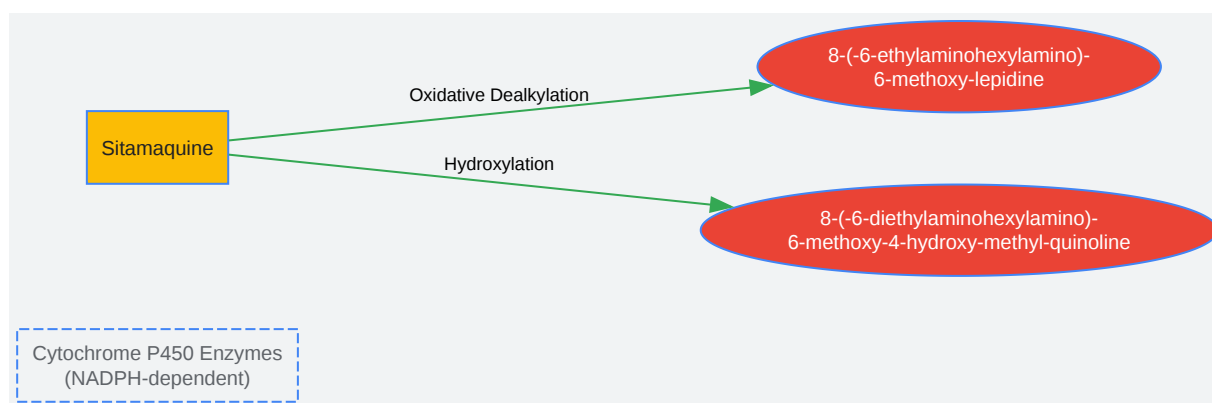 8-(-6-ethylaminohexylamino)-
6-methoxy-lepidine
Oxidative Dealkylation
Sitamaquine
Hydroxylation
8-(-6-diethylaminohexylamino)-
6-methoxy-4-hydroxy-methyl-quinoline
Cytochrome P450 Enzymes
(NADPH-dependent)